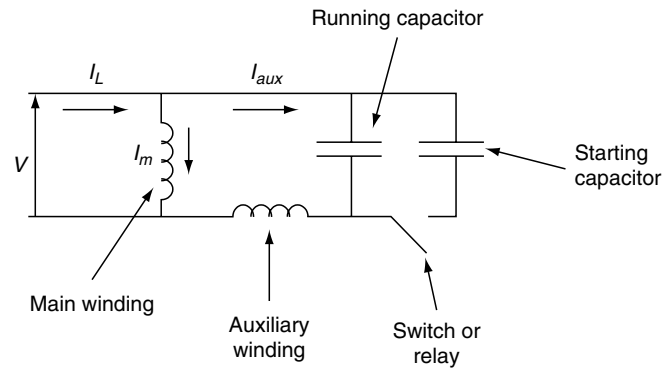 Running capacitor
I_L
I_aux
V
I_m
Starting
capacitor
Main winding
Auxiliary
winding
Switch or
relay